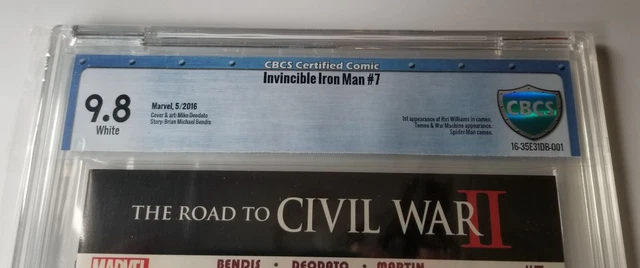 CBCS Certified Comic
Invincible Iron Man #7
9.8
White
Marvel, 5/2016
Cover & art: Mike Deodato
Story: Brian Michael Bendis
1st appearance of Riri Williams in cameo.
Tomoe & War Machine appearance.
Spider-Man cameo.
CBCS
16-35E31DB-001
THE ROAD TO CIVIL WAR II
MARVEL
BENDIS • DEODATO • MARTIN